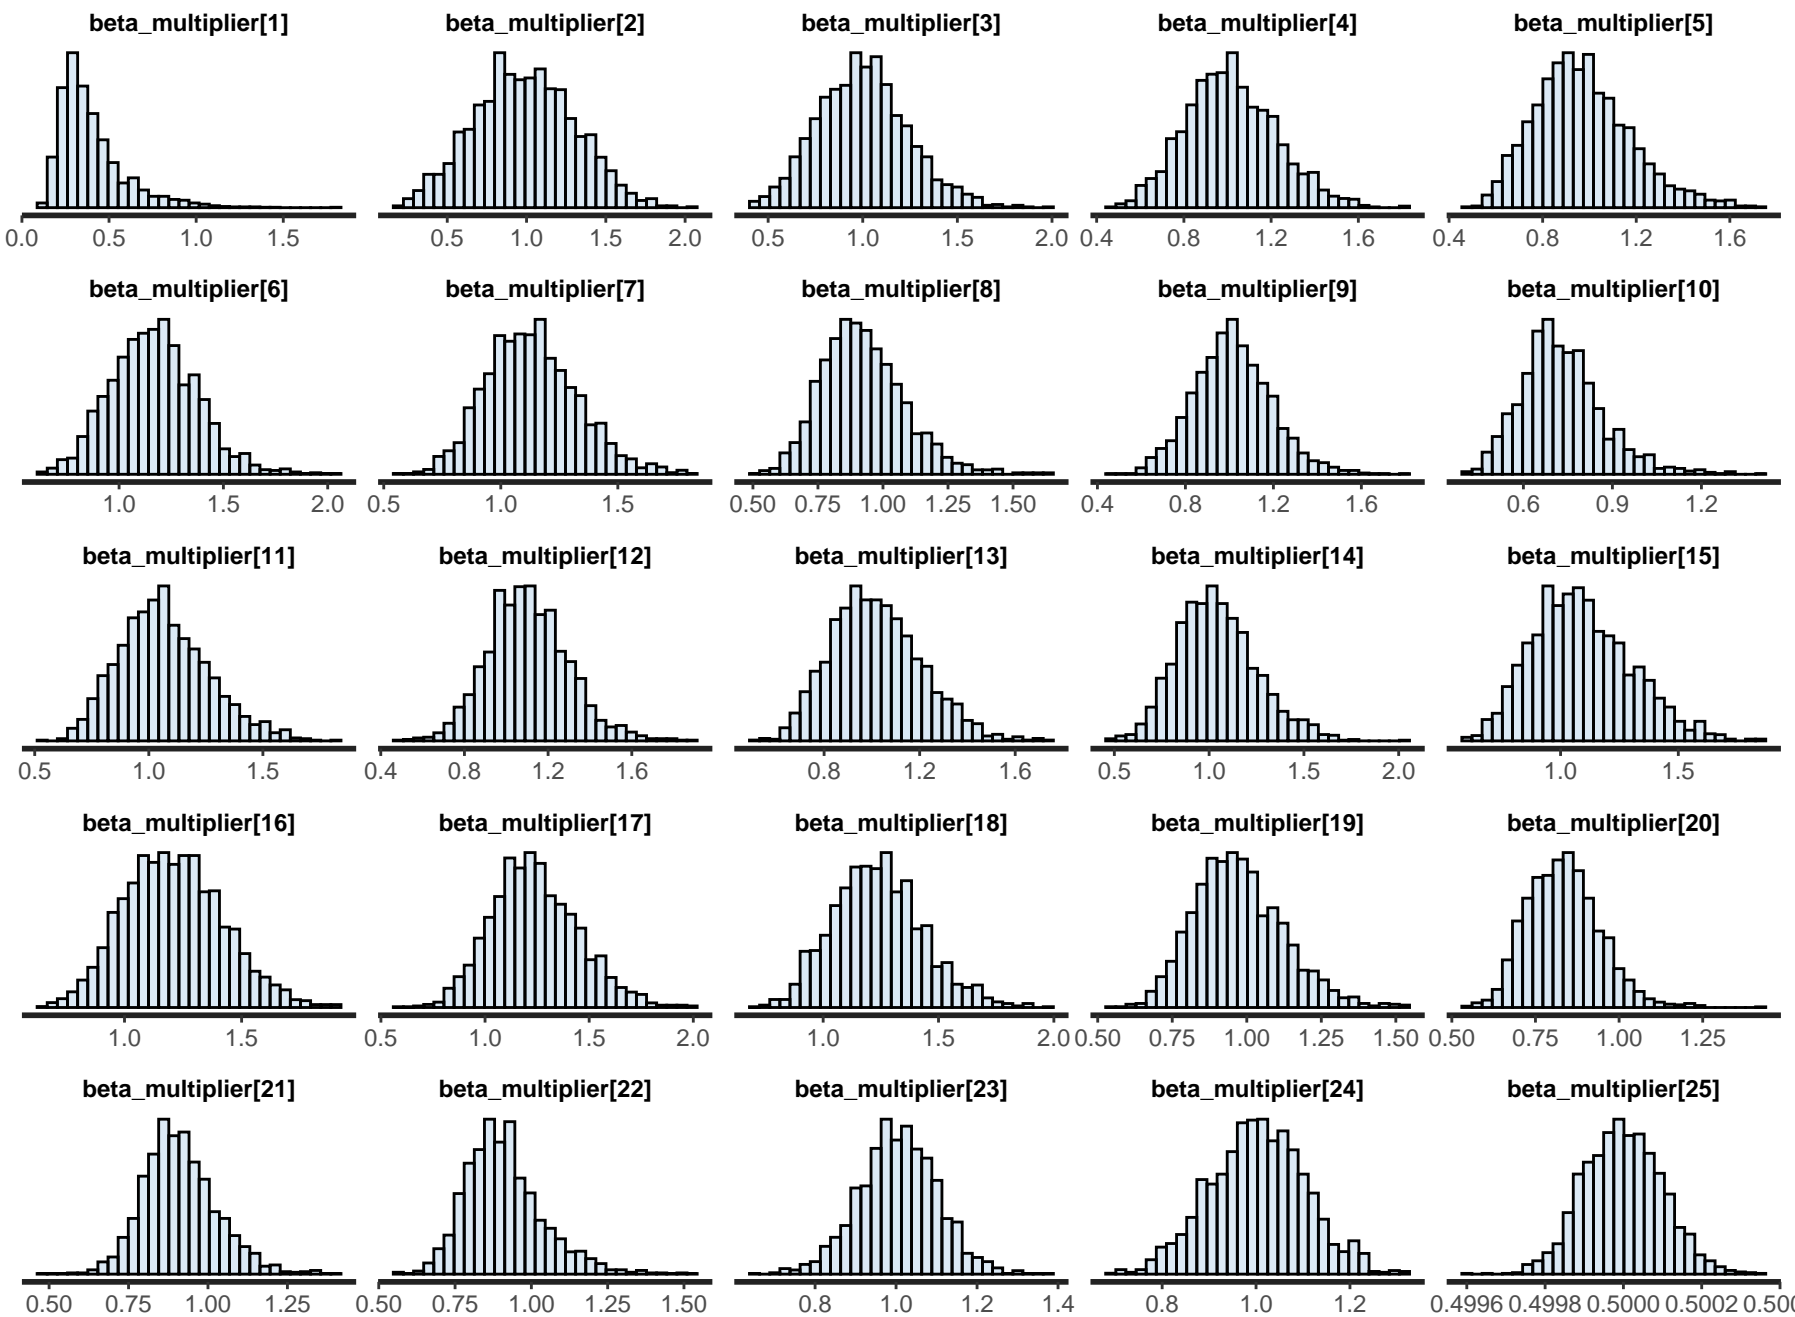 beta_multiplier[1] beta_multiplier[2] beta_multiplier[3] beta_multiplier[4] beta_multiplier[5]
0.0 0.5 1.0 1.5 0.5 1.0 1.5 2.0 0.5 1.0 1.5 2.0 0.4 0.8 1.2 1.6 0.4 0.8 1.2 1.6
beta_multiplier[6] beta_multiplier[7] beta_multiplier[8] beta_multiplier[9] beta_multiplier[10]
1.0 1.5 2.0 0.5 1.0 1.5 0.50 0.75 1.00 1.25 1.50 0.4 0.8 1.2 1.6 0.6 0.9 1.2
beta_multiplier[11] beta_multiplier[12] beta_multiplier[13] beta_multiplier[14] beta_multiplier[15]
0.5 1.0 1.5 0.4 0.8 1.2 1.6 0.8 1.2 1.6 0.5 1.0 1.5 2.0 1.0 1.5
beta_multiplier[16] beta_multiplier[17] beta_multiplier[18] beta_multiplier[19] beta_multiplier[20]
1.0 1.5 0.5 1.0 1.5 2.0 1.0 1.5 2.0 0.50 0.75 1.00 1.25 1.50 0.50 0.75 1.00 1.25
beta_multiplier[21] beta_multiplier[22] beta_multiplier[23] beta_multiplier[24] beta_multiplier[25]
0.50 0.75 1.00 1.25 0.50 0.75 1.00 1.25 1.50 0.8 1.0 1.2 1.4 0.8 1.0 1.2 0.4996 0.4998 0.5000 0.5002